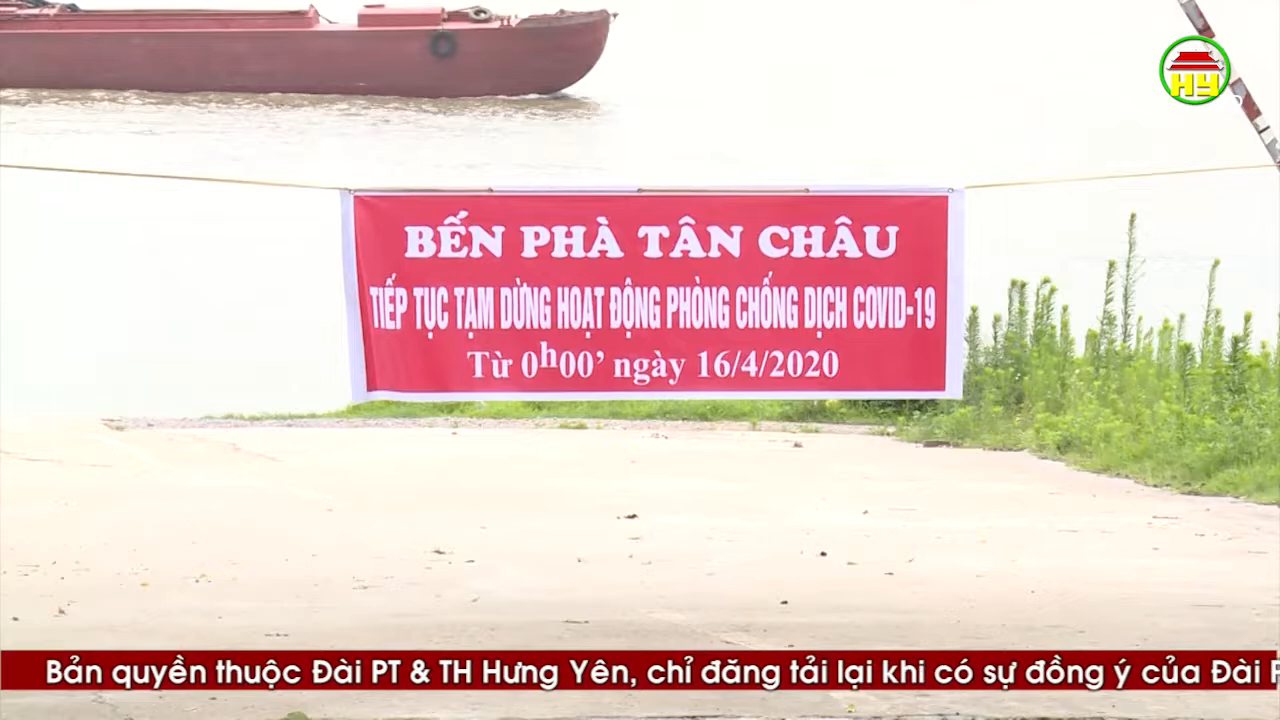 HY
BẾN PHÀ TÂN CHÂU
TIẾP TỤC TẠM DỪNG HOẠT ĐỘNG PHÒNG CHỐNG DỊCH COVID-19
Từ 0h00' ngày 16/4/2020
Bản quyền thuộc Đài PT & TH Hưng Yên, chỉ đăng tải lại khi có sự đồng ý của Đài P